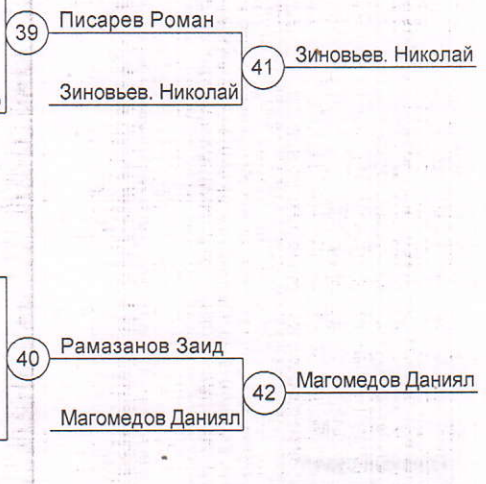 39 Писарев Роман
41 Зиновьев. Николай
Зиновьев. Николай
40 Рамазанов Заид
42 Магомедов Даниял
Магомедов Даниял